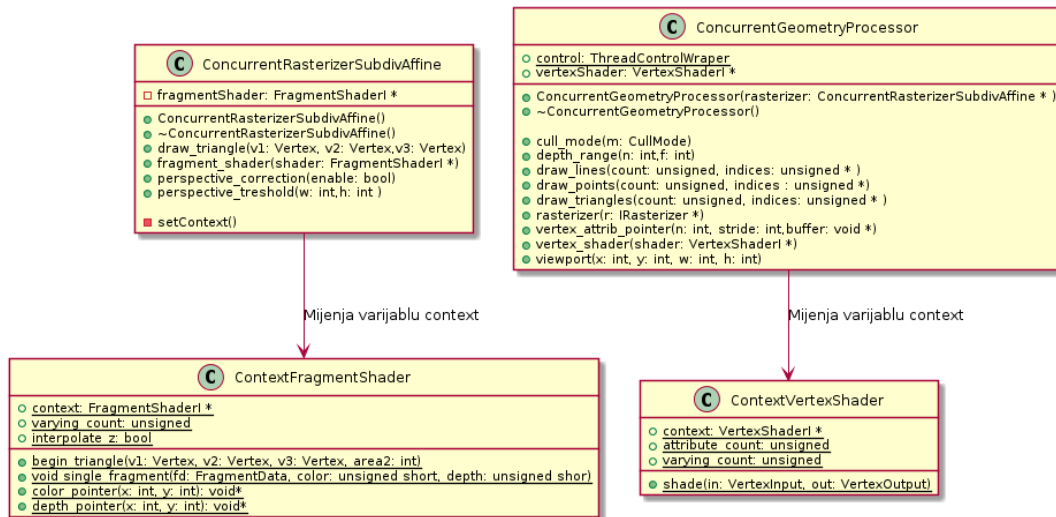 C ConcurrentRasterizerSubdivAffine
fragmentShader: FragmentShaderI *
ConcurrentRasterizerSubdivAffine()
~ConcurrentRasterizerSubdivAffine()
draw_triangle(v1: Vertex, v2: Vertex,v3: Vertex)
fragment_shader(shader: FragmentShaderI *)
perspective_correction(enable: bool)
perspective_treshold(w: int,h: int )
setContext()
C ConcurrentGeometryProcessor
control: ThreadControlWraper
vertexShader: VertexShaderI *
ConcurrentGeometryProcessor(rasterizer: ConcurrentRasterizerSubdivAffine * )
~ConcurrentGeometryProcessor()
cull_mode(m: CullMode)
depth_range(n: int,f: int)
draw_lines(count: unsigned, indices: unsigned * )
draw_points(count: unsigned, indices : unsigned *)
draw_triangles(count: unsigned, indices: unsigned * )
rasterizer(r: IRasterizer *)
vertex_attrib_pointer(n: int, stride: int,buffer: void *)
vertex_shader(shader: VertexShaderI *)
viewport(x: int, y: int, w: int, h: int)
Mijenja varijablu context
Mijenja varijablu context
C ContextFragmentShader
context: FragmentShaderI *
varying_count: unsigned
interpolate_z: bool
begin_triangle(v1: Vertex, v2: Vertex, v3: Vertex, area2: int)
void single_fragment(fd: FragmentData, color: unsigned short, depth: unsigned shor)
color_pointer(x: int, y: int): void*
depth_pointer(x: int, y: int): void*
C ContextVertexShader
context: VertexShaderI *
attribute_count: unsigned
varying_count: unsigned
shade(in: VertexInput, out: VertexOutput)